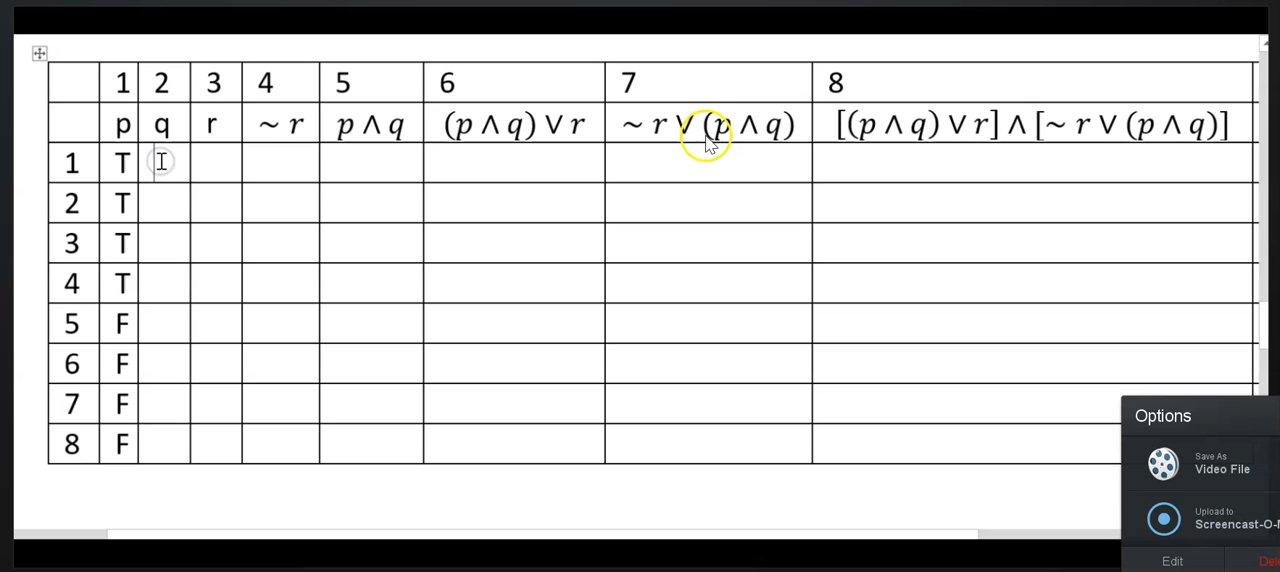 1 2 3 4 5 6 7 8
p q r ~ r p ∧ q (p ∧ q) ∨ r ~ r ∨ (p ∧ q) [(p ∧ q) ∨ r] ∧ [~ r ∨ (p ∧ q)]
1 T
2 T
3 T
4 T
5 F
6 F
7 F
8 F
Options
Save As
Video File
Upload to
Screencast-O-
Edit